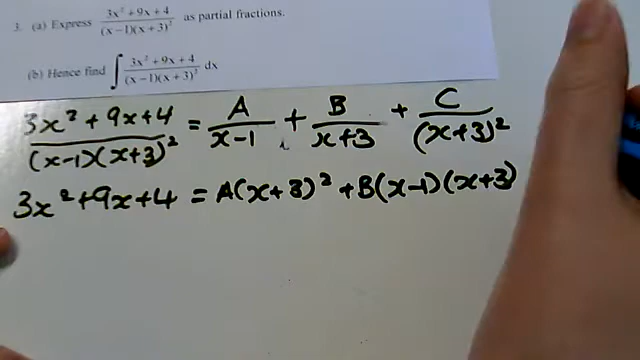 3. (a) Express (3x² + 9x + 4)/((x − 1)(x + 3)²) as partial fractions.
(b) Hence find ∫ (3x² + 9x + 4)/((x − 1)(x + 3)²) dx
(3x² + 9x + 4)/((x−1)(x+3)²) = A/(x−1) + B/(x+3) + C/(x+3)²
3x² + 9x + 4 = A(x+3)² + B(x−1)(x+3)